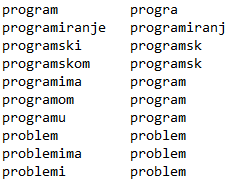 program progra
programiranje programiranj
programski programsk
programskom programsk
programima program
programom program
programu program
problem problem
problemima problem
problemi problem